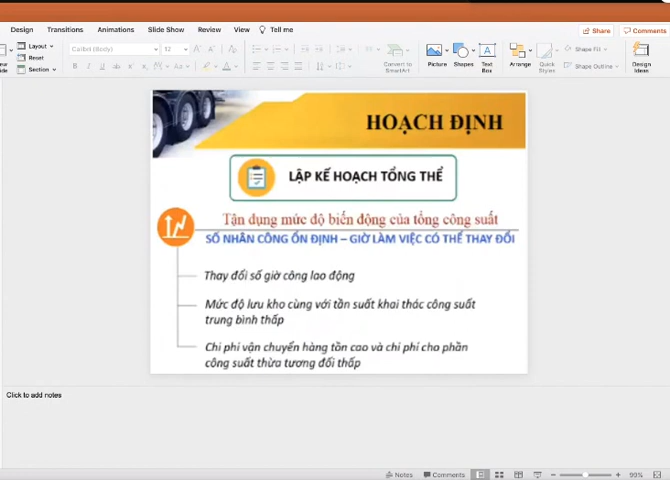 Design Transitions Animations Slide Show Review View Tell me Share Comments
Layout Calibri (Body) 12 Convert to Picture Shapes Text Arrange Quick Shape Fill Design
Reset SmartArt Box Styles Shape Outline Ideas
Section
HOẠCH ĐỊNH
LẬP KẾ HOẠCH TỔNG THỂ
Tận dụng mức độ biến động của tổng công suất
SỐ NHÂN CÔNG ỔN ĐỊNH – GIỜ LÀM VIỆC CÓ THỂ THAY ĐỔI
Thay đổi số giờ công lao động
Mức độ lưu kho cùng với tần suất khai thác công suất
trung bình thấp
Chi phí vận chuyển hàng tồn cao và chi phí cho phần
công suất thừa tương đối thấp
Click to add notes
Notes Comments 99%